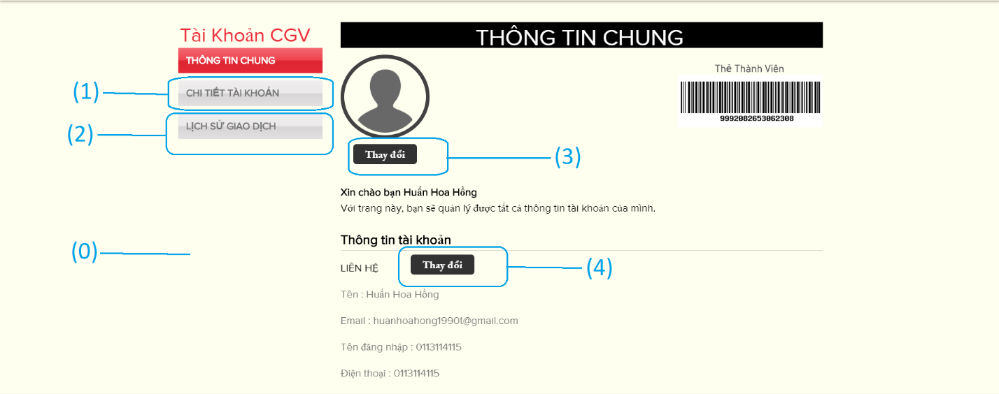 Tài Khoản CGV
THÔNG TIN CHUNG
(1)
CHI TIẾT TÀI KHOẢN
(2)
LỊCH SỬ GIAO DỊCH
(0)
THÔNG TIN CHUNG
Thẻ Thành Viên
9992082653062308
Thay đổi
(3)
Xin chào bạn Huấn Hoa Hồng
Với trang này, bạn sẽ quản lý được tất cả thông tin tài khoản của mình.
Thông tin tài khoản
LIÊN HỆ
Thay đổi
(4)
Tên : Huấn Hoa Hồng
Email : huanhoahong1990t@gmail.com
Tên đăng nhập : 0113114115
Điện thoại : 0113114115